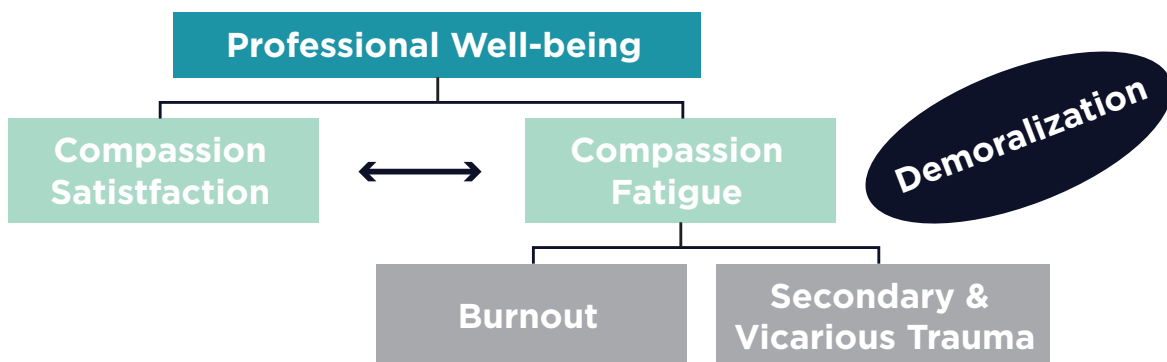 Professional Well-being
Compassion
Satistfaction
Compassion
Fatigue
Demoralization
Burnout
Secondary &
Vicarious Trauma